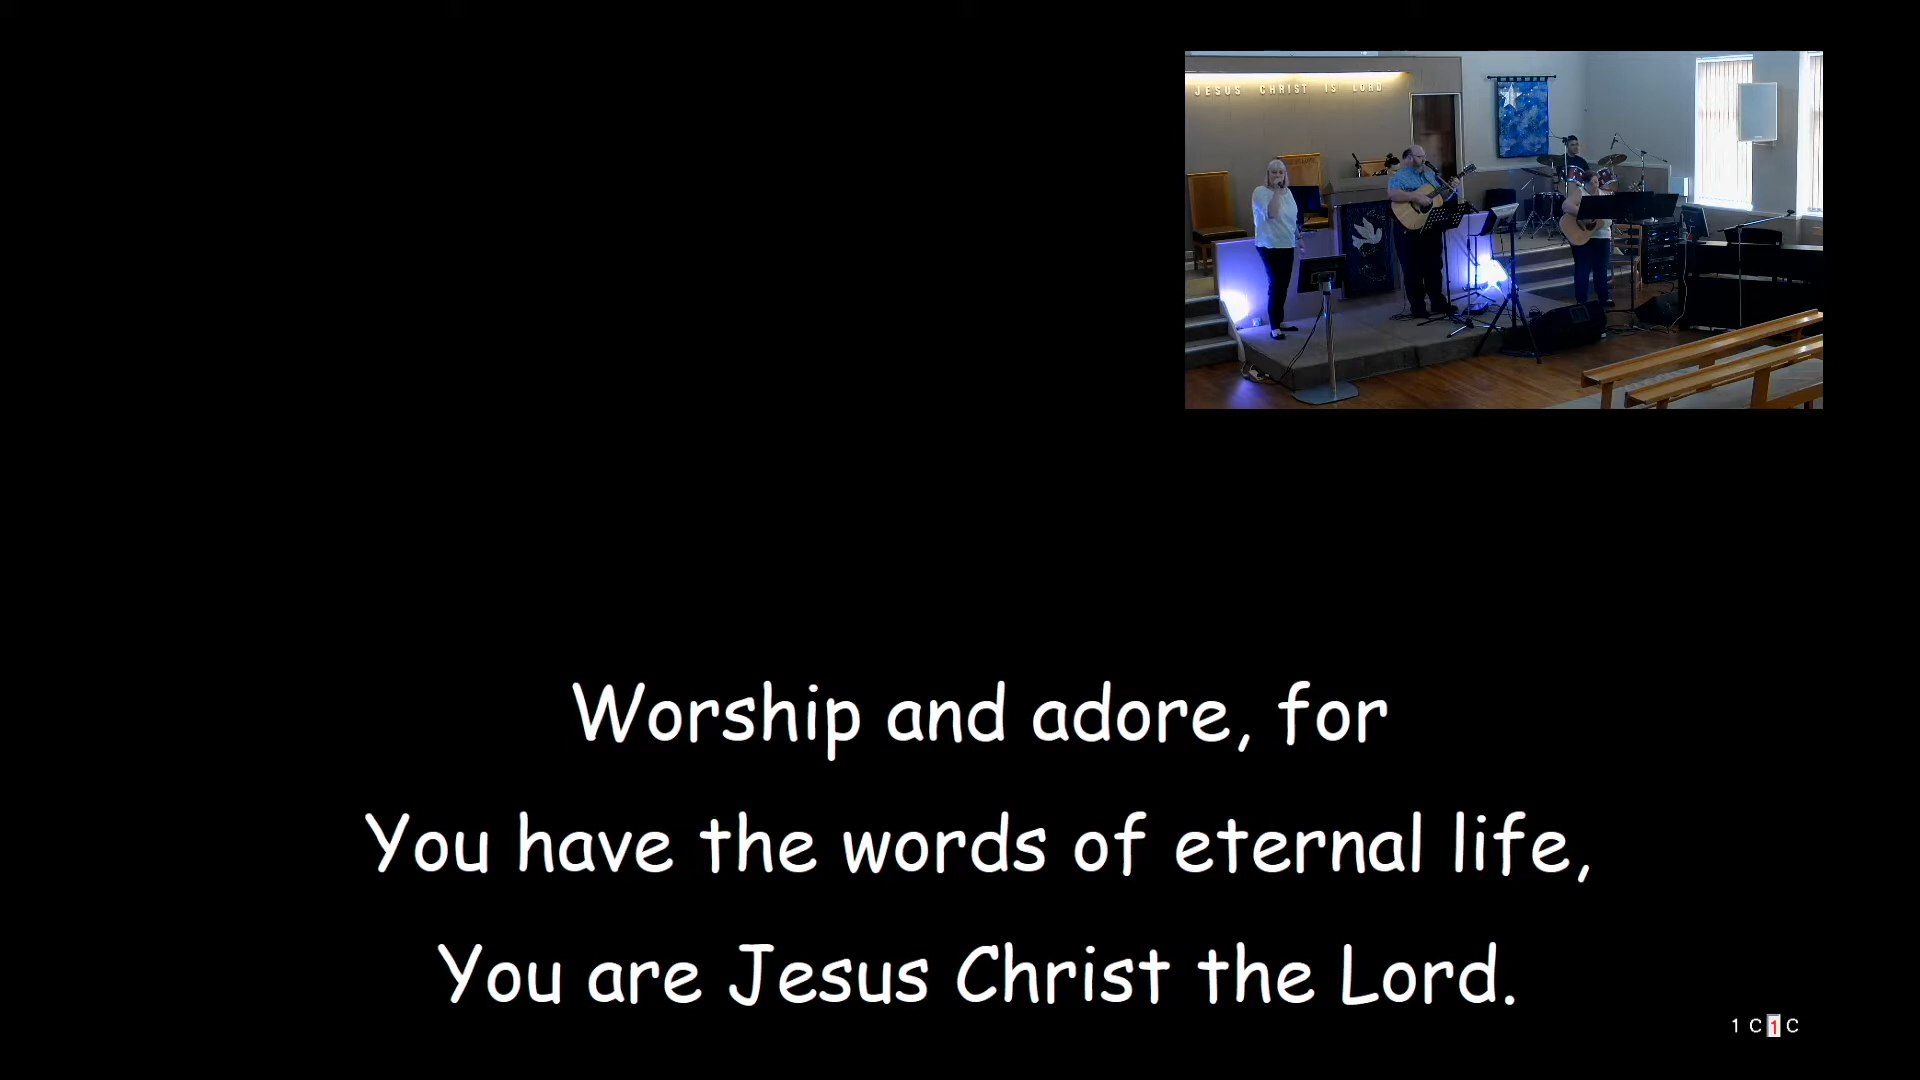 JESUS CHRIST IS LORD
Worship and adore, for
You have the words of eternal life,
You are Jesus Christ the Lord.
1 C 1 C